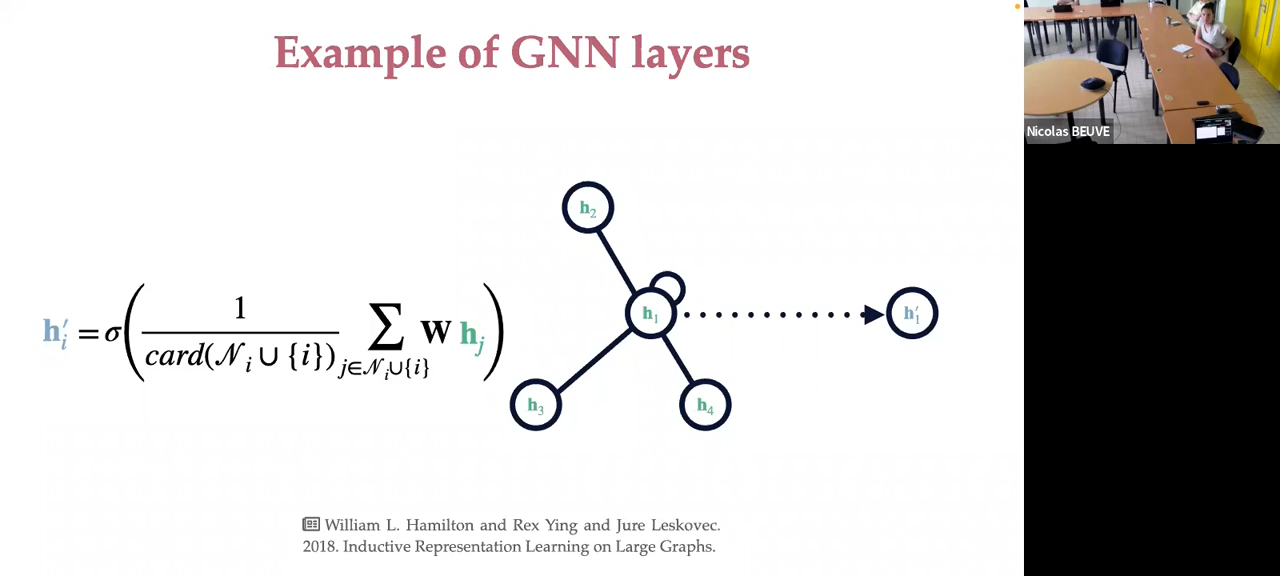 Example of GNN layers
Nicolas BEUVE
h₂
h₁
h′₁
h₃
h₄
h′ᵢ = σ( 1 / card(𝒩ᵢ ∪ {i}) ∑ j∈𝒩ᵢ∪{i} W hⱼ )
William L. Hamilton and Rex Ying and Jure Leskovec.
2018. Inductive Representation Learning on Large Graphs.